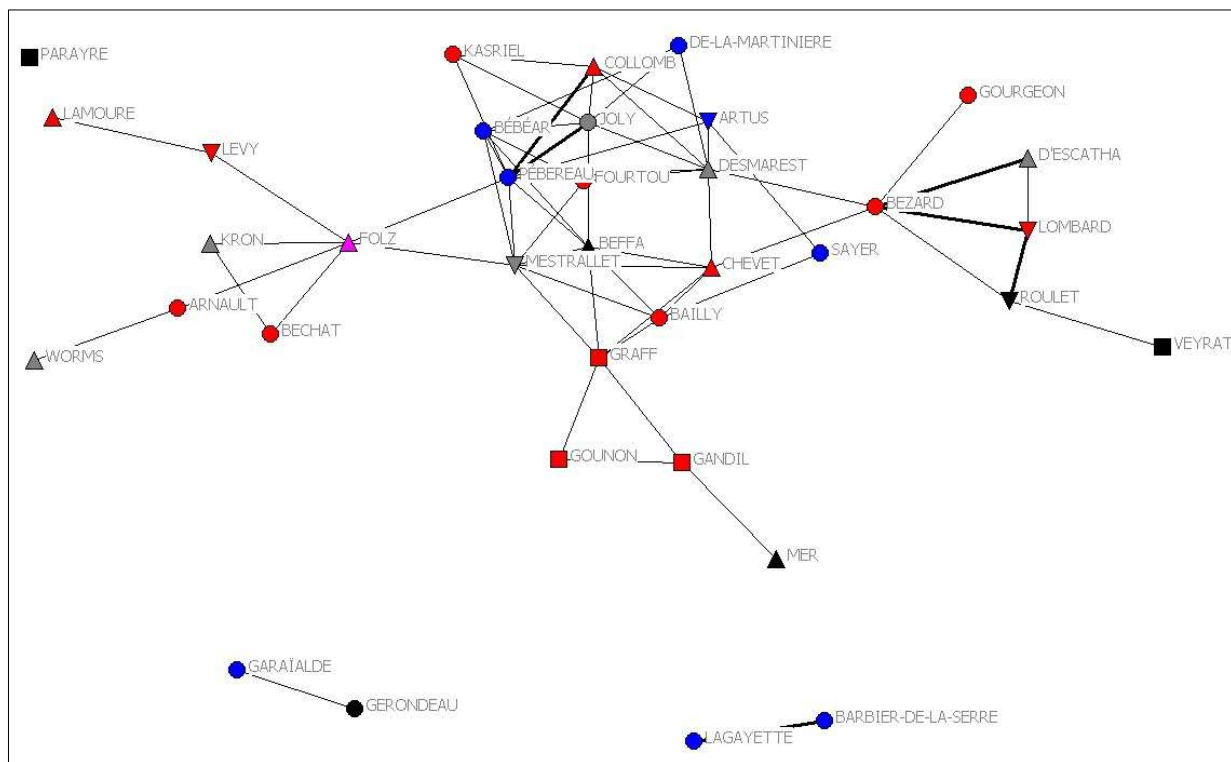 DE-LA-MARTINIERE
KASRIEL
PARAYRE
COLLOMB
GOURGEON
LAMOURE
JOLY
ARTUS
BÉBÉAR
LEVY
D'ESCATHA
DESMAREST
PÉBEREAU
FOURTOU
BEZARD
LOMBARD
KRON
FOLZ
BEFFA
SAYER
MESTRALLET
CHEVET
ROULET
ARNAULT
BAILLY
BECHAT
VEYRAT
WORMS
GRAFF
GOUNON
GANDIL
MER
GARAÏALDE
GERONDEAU
BARBIER-DE-LA-SERRE
LAGAYETTE